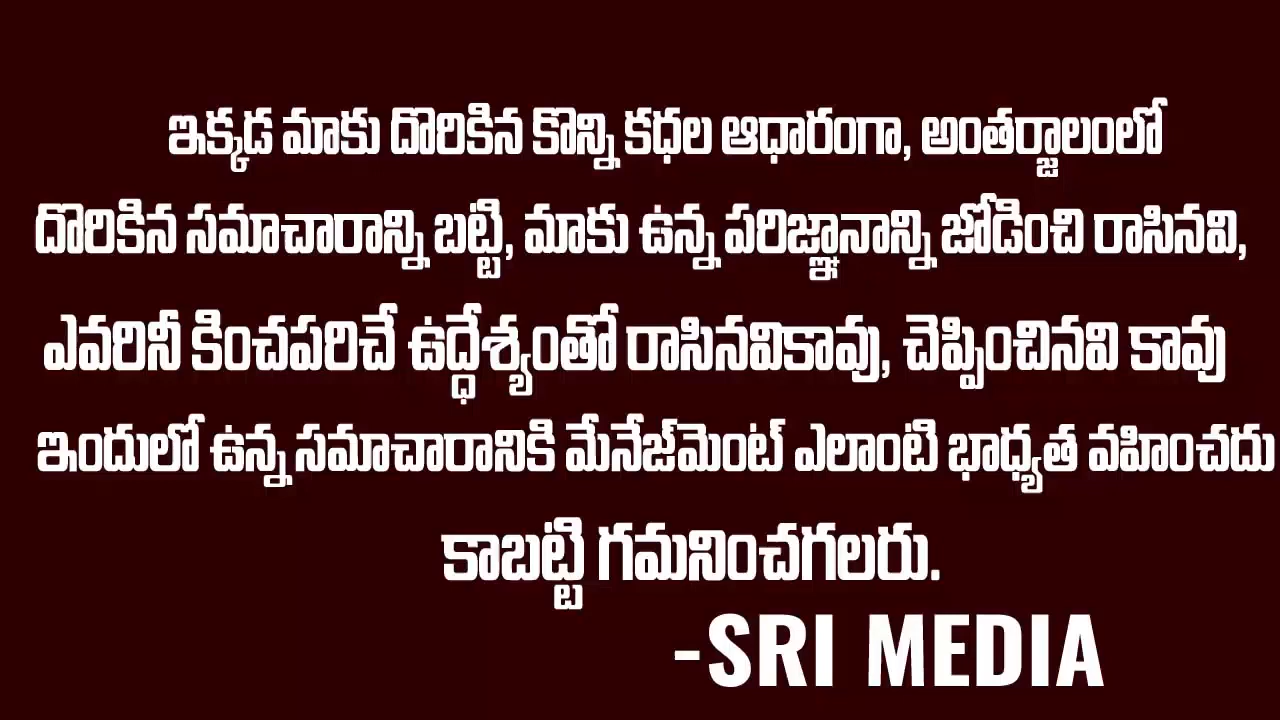 ఇక్కడ మాకు దొరికిన కొన్ని కధల ఆధారంగా, అంతర్జాలంలో
దొరికిన సమాచారాన్ని బట్టి, మాకు ఉన్న పరిజ్ఞానాన్ని జోడించి రాసినవి,
ఎవరినీ కించపరిచే ఉద్ధేశ్యంతో రాసినవికావు, చెప్పించినవి కావు
ఇందులో ఉన్న సమాచారానికి మేనేజ్‌మెంట్ ఎలాంటి భాధ్యత వహించదు
కాబట్టి గమనించగలరు.
-SRI MEDIA